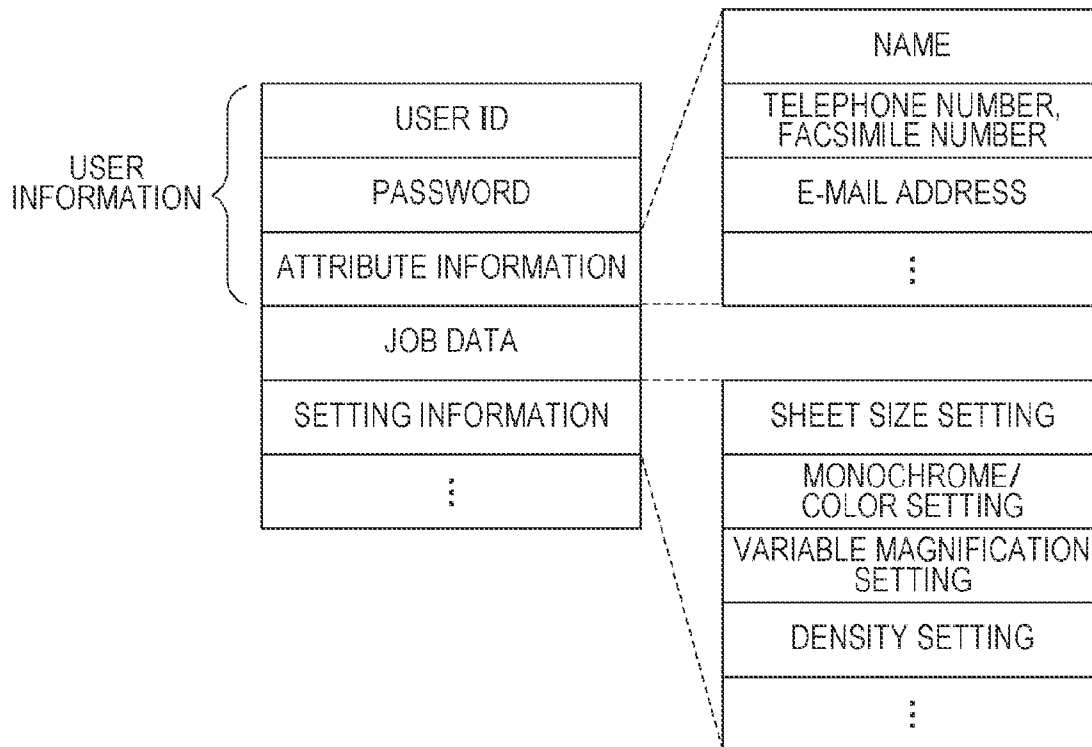 USER
INFORMATION
USER ID
PASSWORD
ATTRIBUTE INFORMATION
JOB DATA
SETTING INFORMATION
⋮
NAME
TELEPHONE NUMBER,
FACSIMILE NUMBER
E-MAIL ADDRESS
⋮
SHEET SIZE SETTING
MONOCHROME/
COLOR SETTING
VARIABLE MAGNIFICATION
SETTING
DENSITY SETTING
⋮